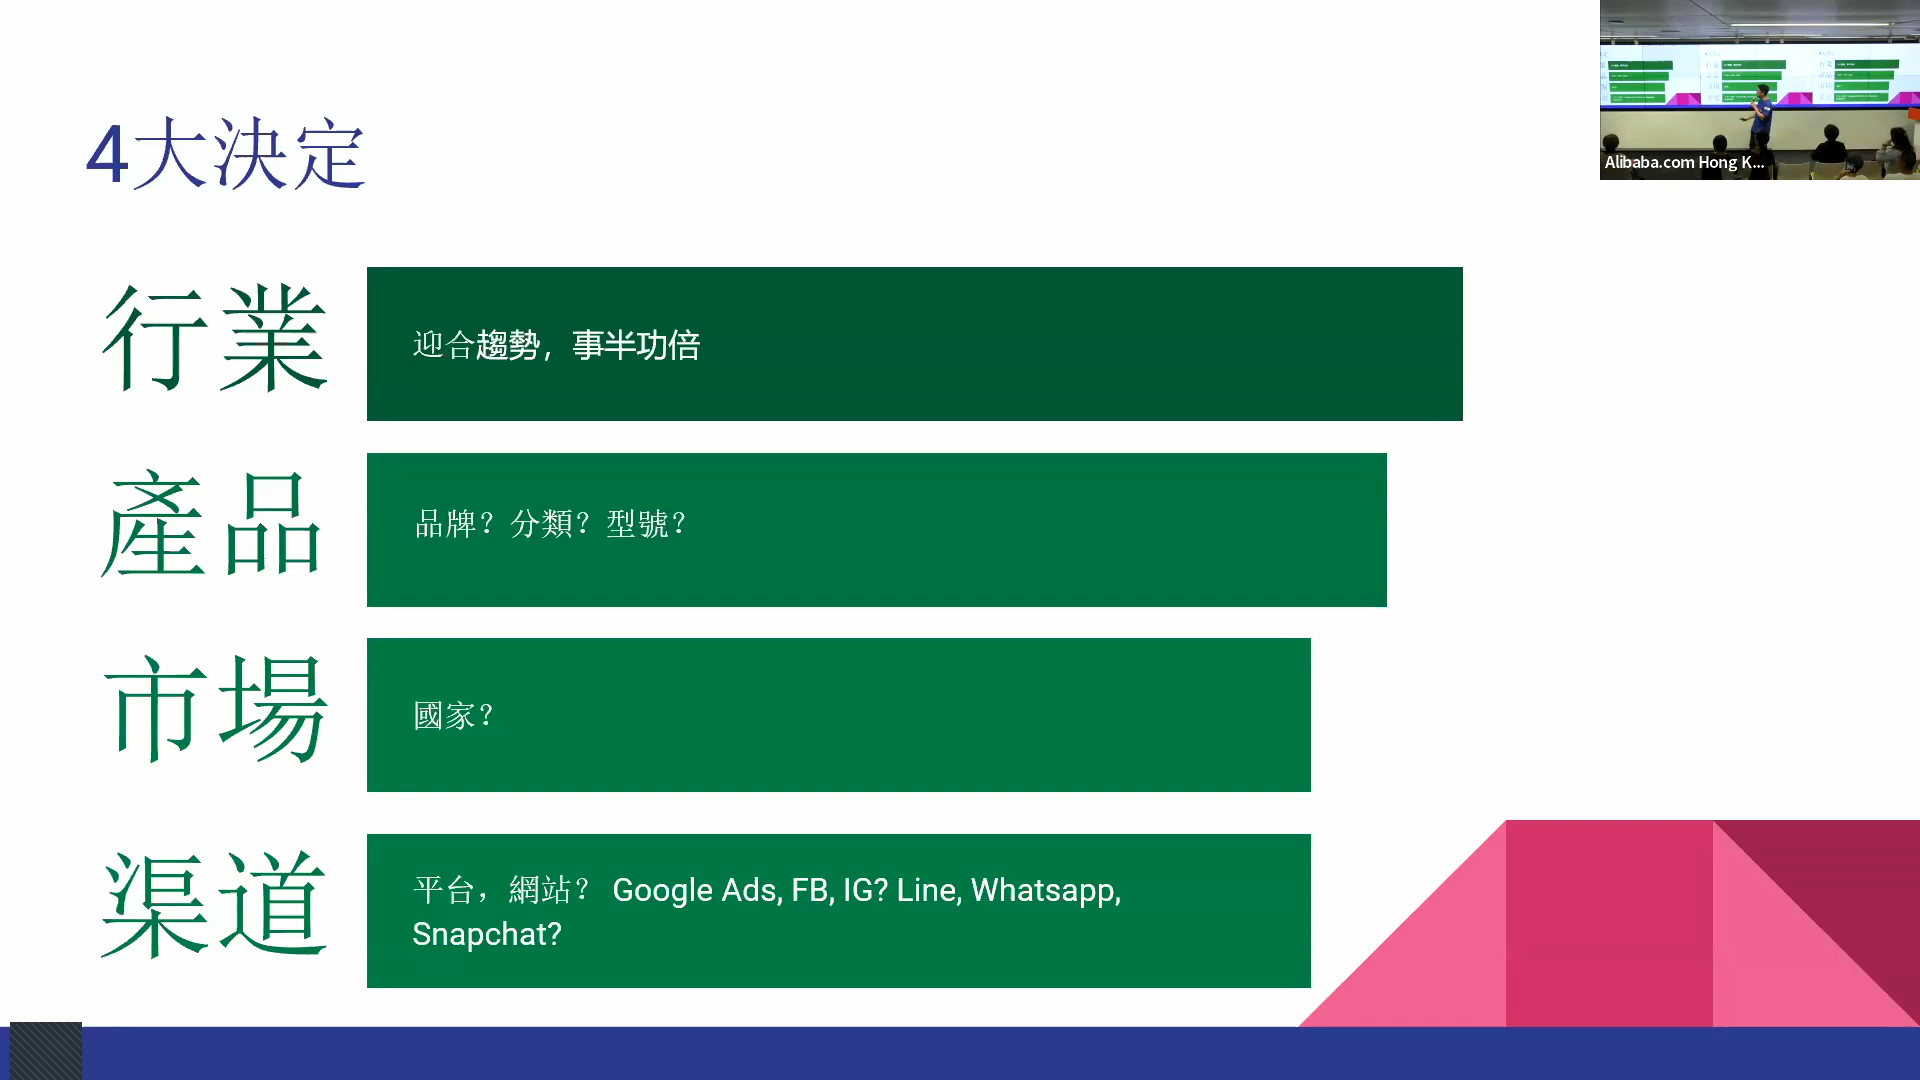 4大決定
行業
迎合趨勢，事半功倍
產品
品牌？分類？型號？
市場
國家？
渠道
平台，網站？ Google Ads, FB, IG? Line, Whatsapp,
Snapchat?
Alibaba.com Hong K...